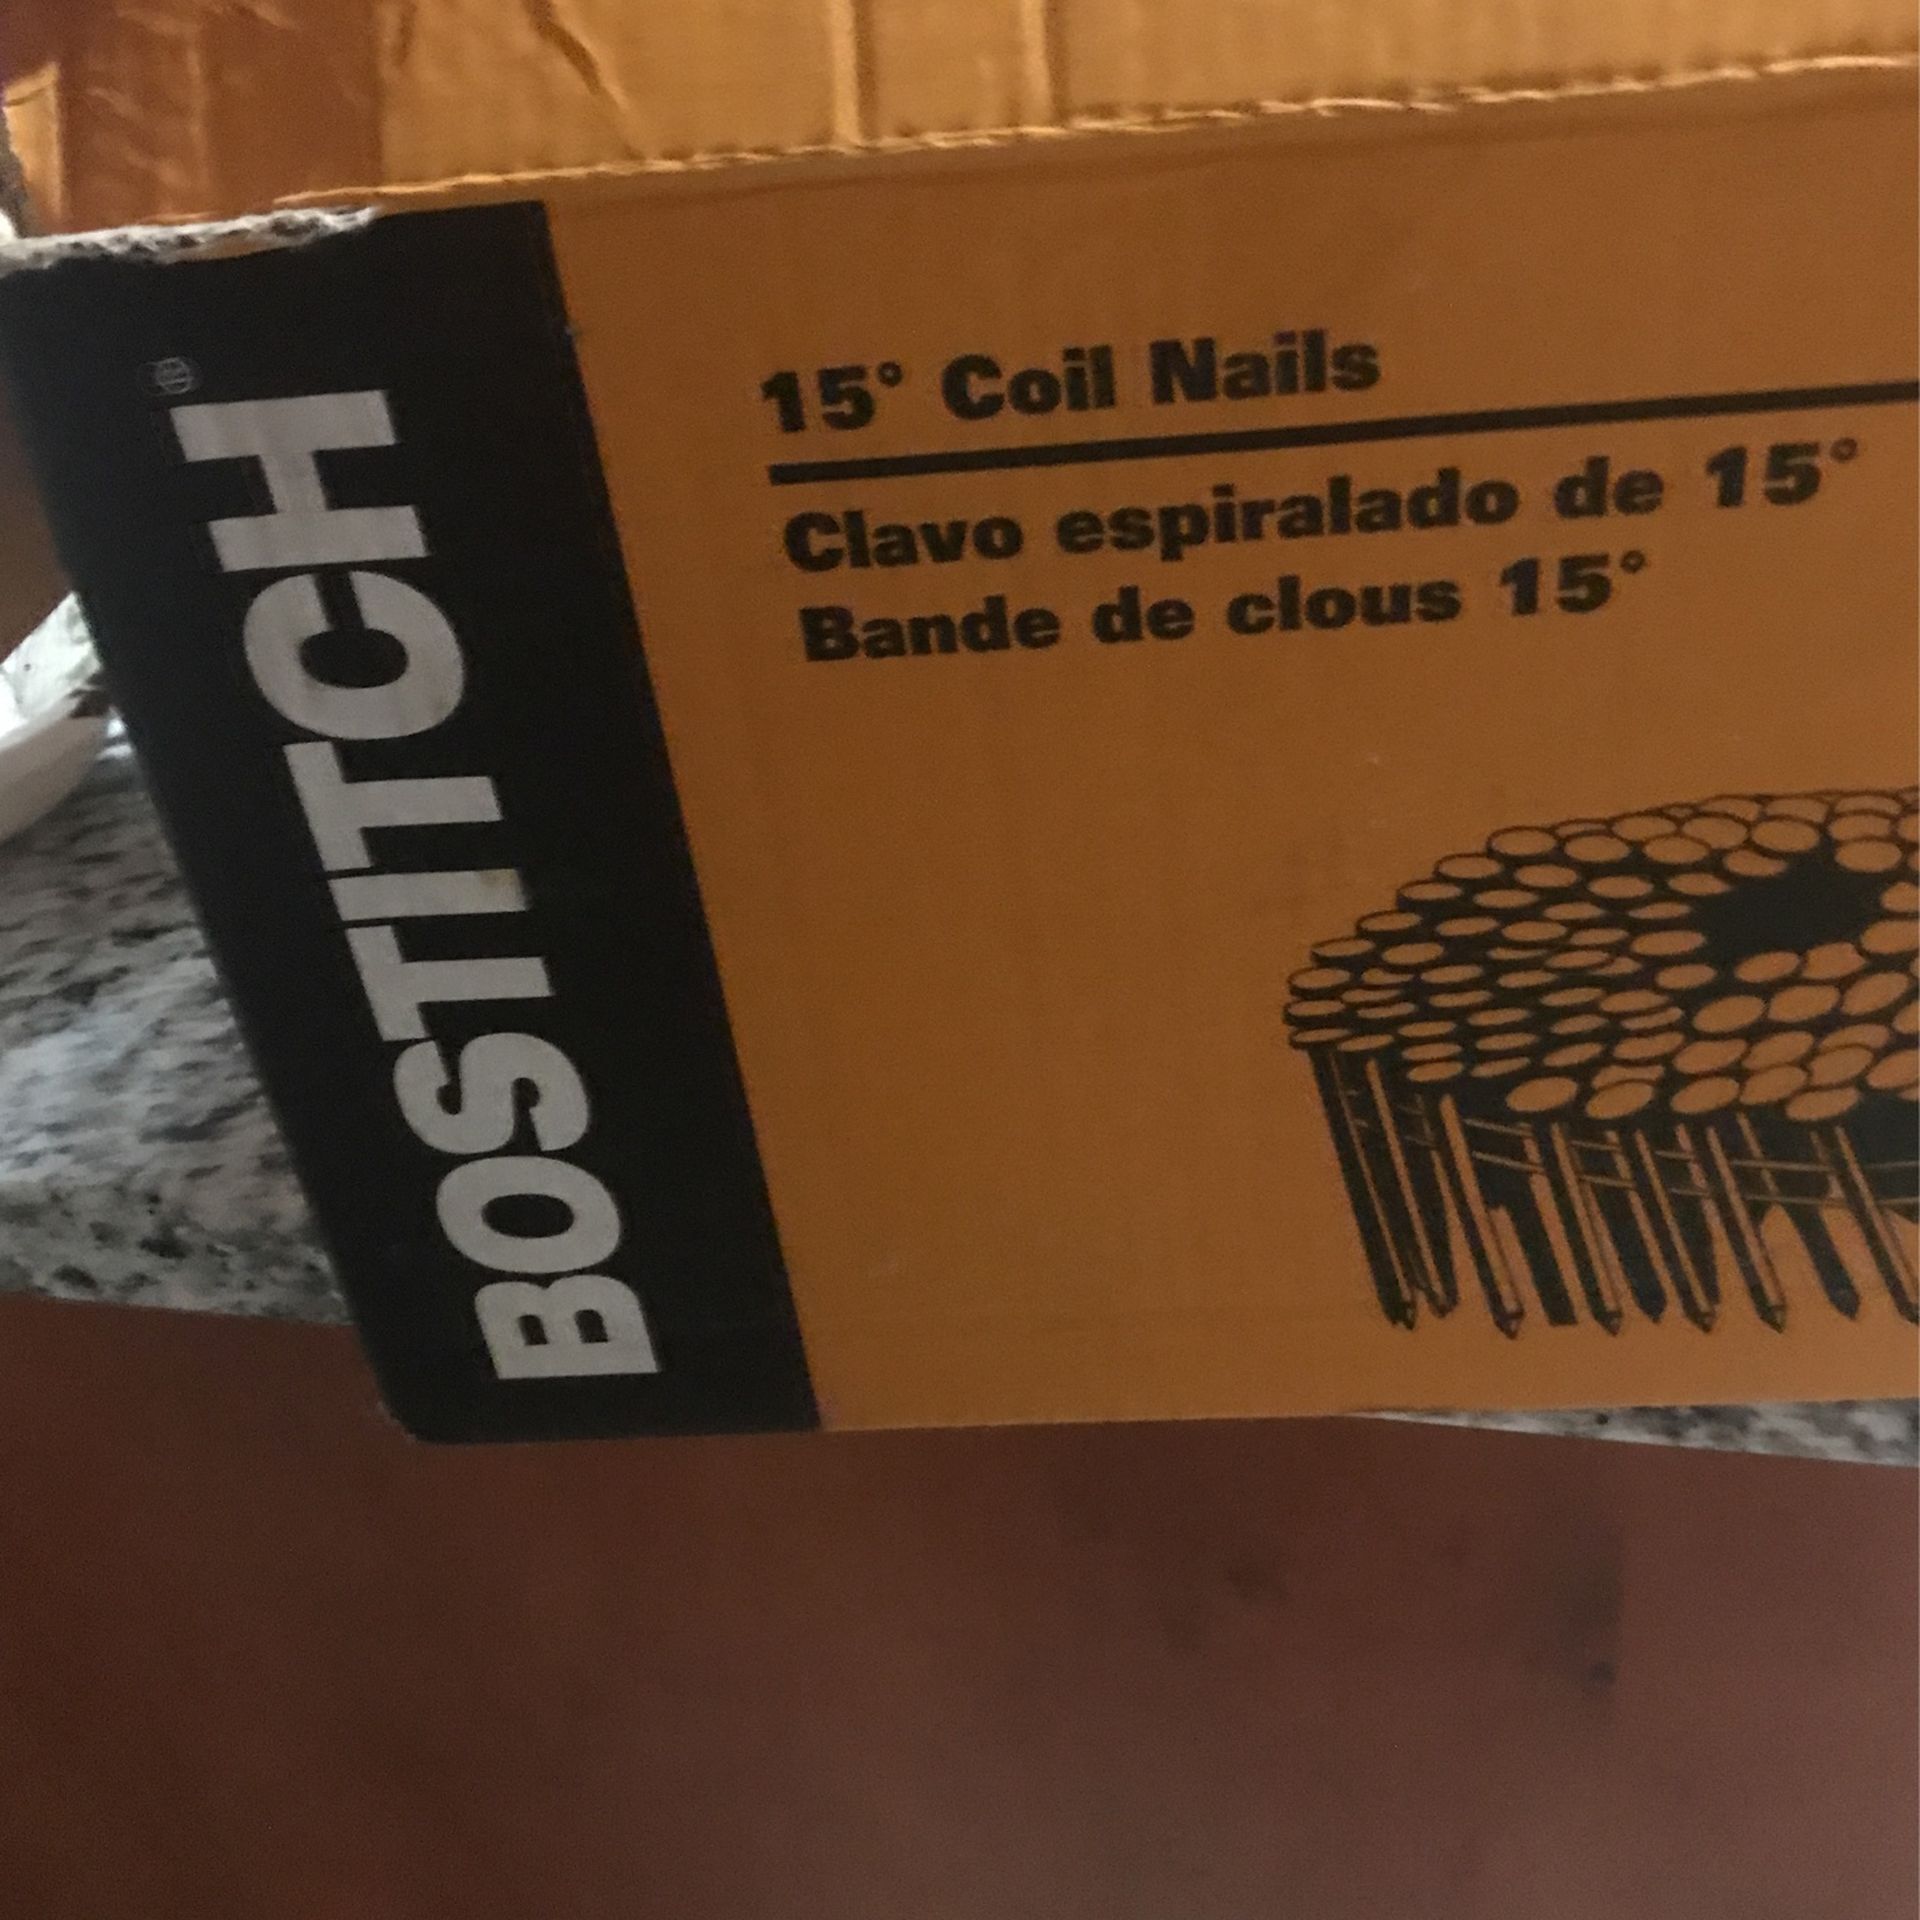 BOSTITCH®
15° Coil Nails
Clavo espiralado de 15°
Bande de clous 15°